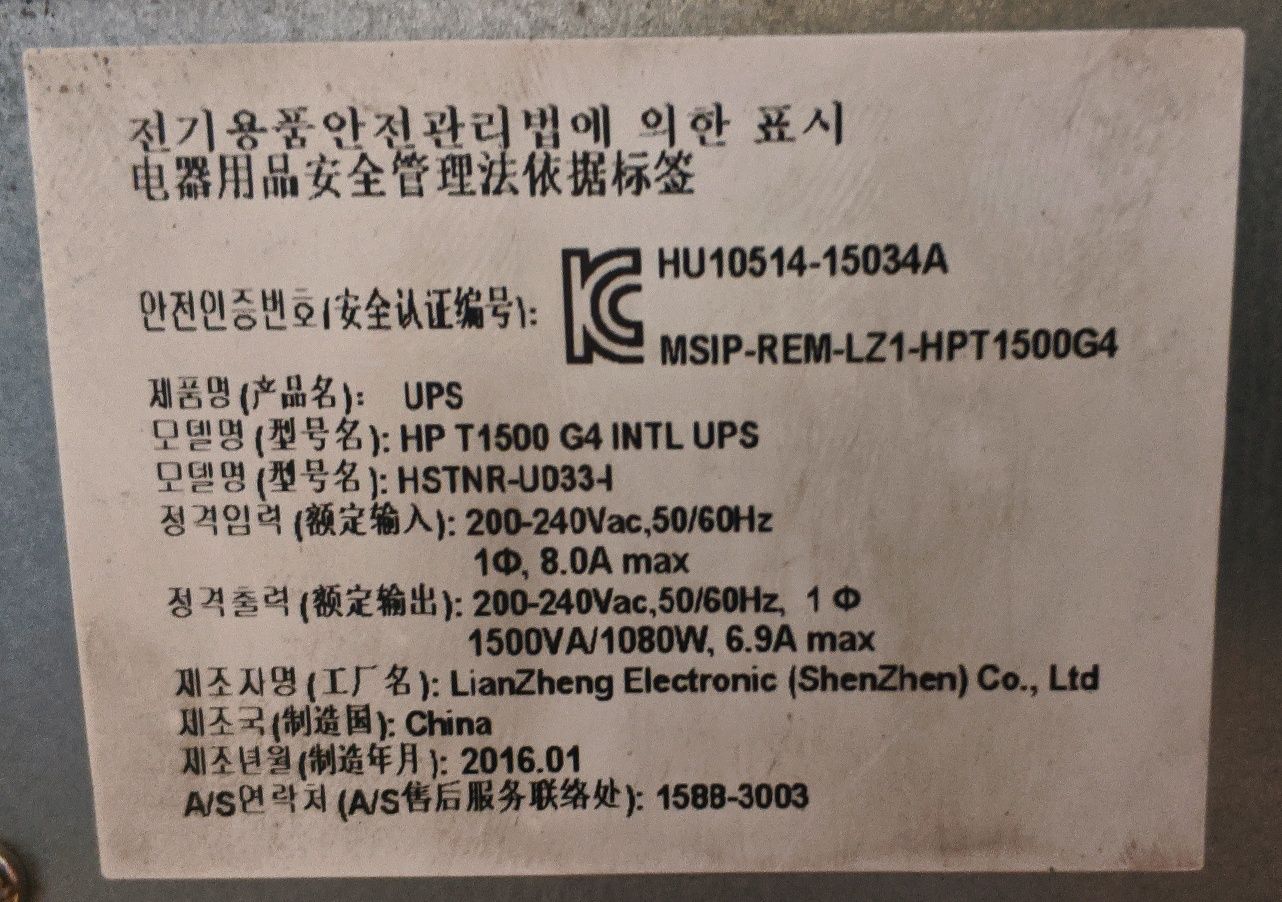 전기용품안전관리법에 의한 표시
电器用品安全管理法依据标签
HU10514-15034A
안전인증번호(安全认证编号):
MSIP-REM-LZ1-HPT1500G4
제품명(产品名): UPS
모델명(型号名): HP T1500 G4 INTL UPS
모델명(型号名): HSTNR-U033-I
정격입력(额定输入): 200-240Vac,50/60Hz
1Φ, 8.0A max
정격출력(额定输出): 200-240Vac,50/60Hz, 1Φ
1500VA/1080W, 6.9A max
제조자명(工厂名): LianZheng Electronic (ShenZhen) Co., Ltd
제조국(制造国): China
제조년월(制造年月): 2016.01
A/S연락처(A/S售后服务联络处): 1588-3003